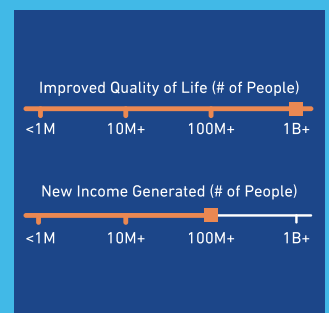 Improved Quality of Life (# of People)
<1M 10M+ 100M+ 1B+
New Income Generated (# of People)
<1M 10M+ 100M+ 1B+